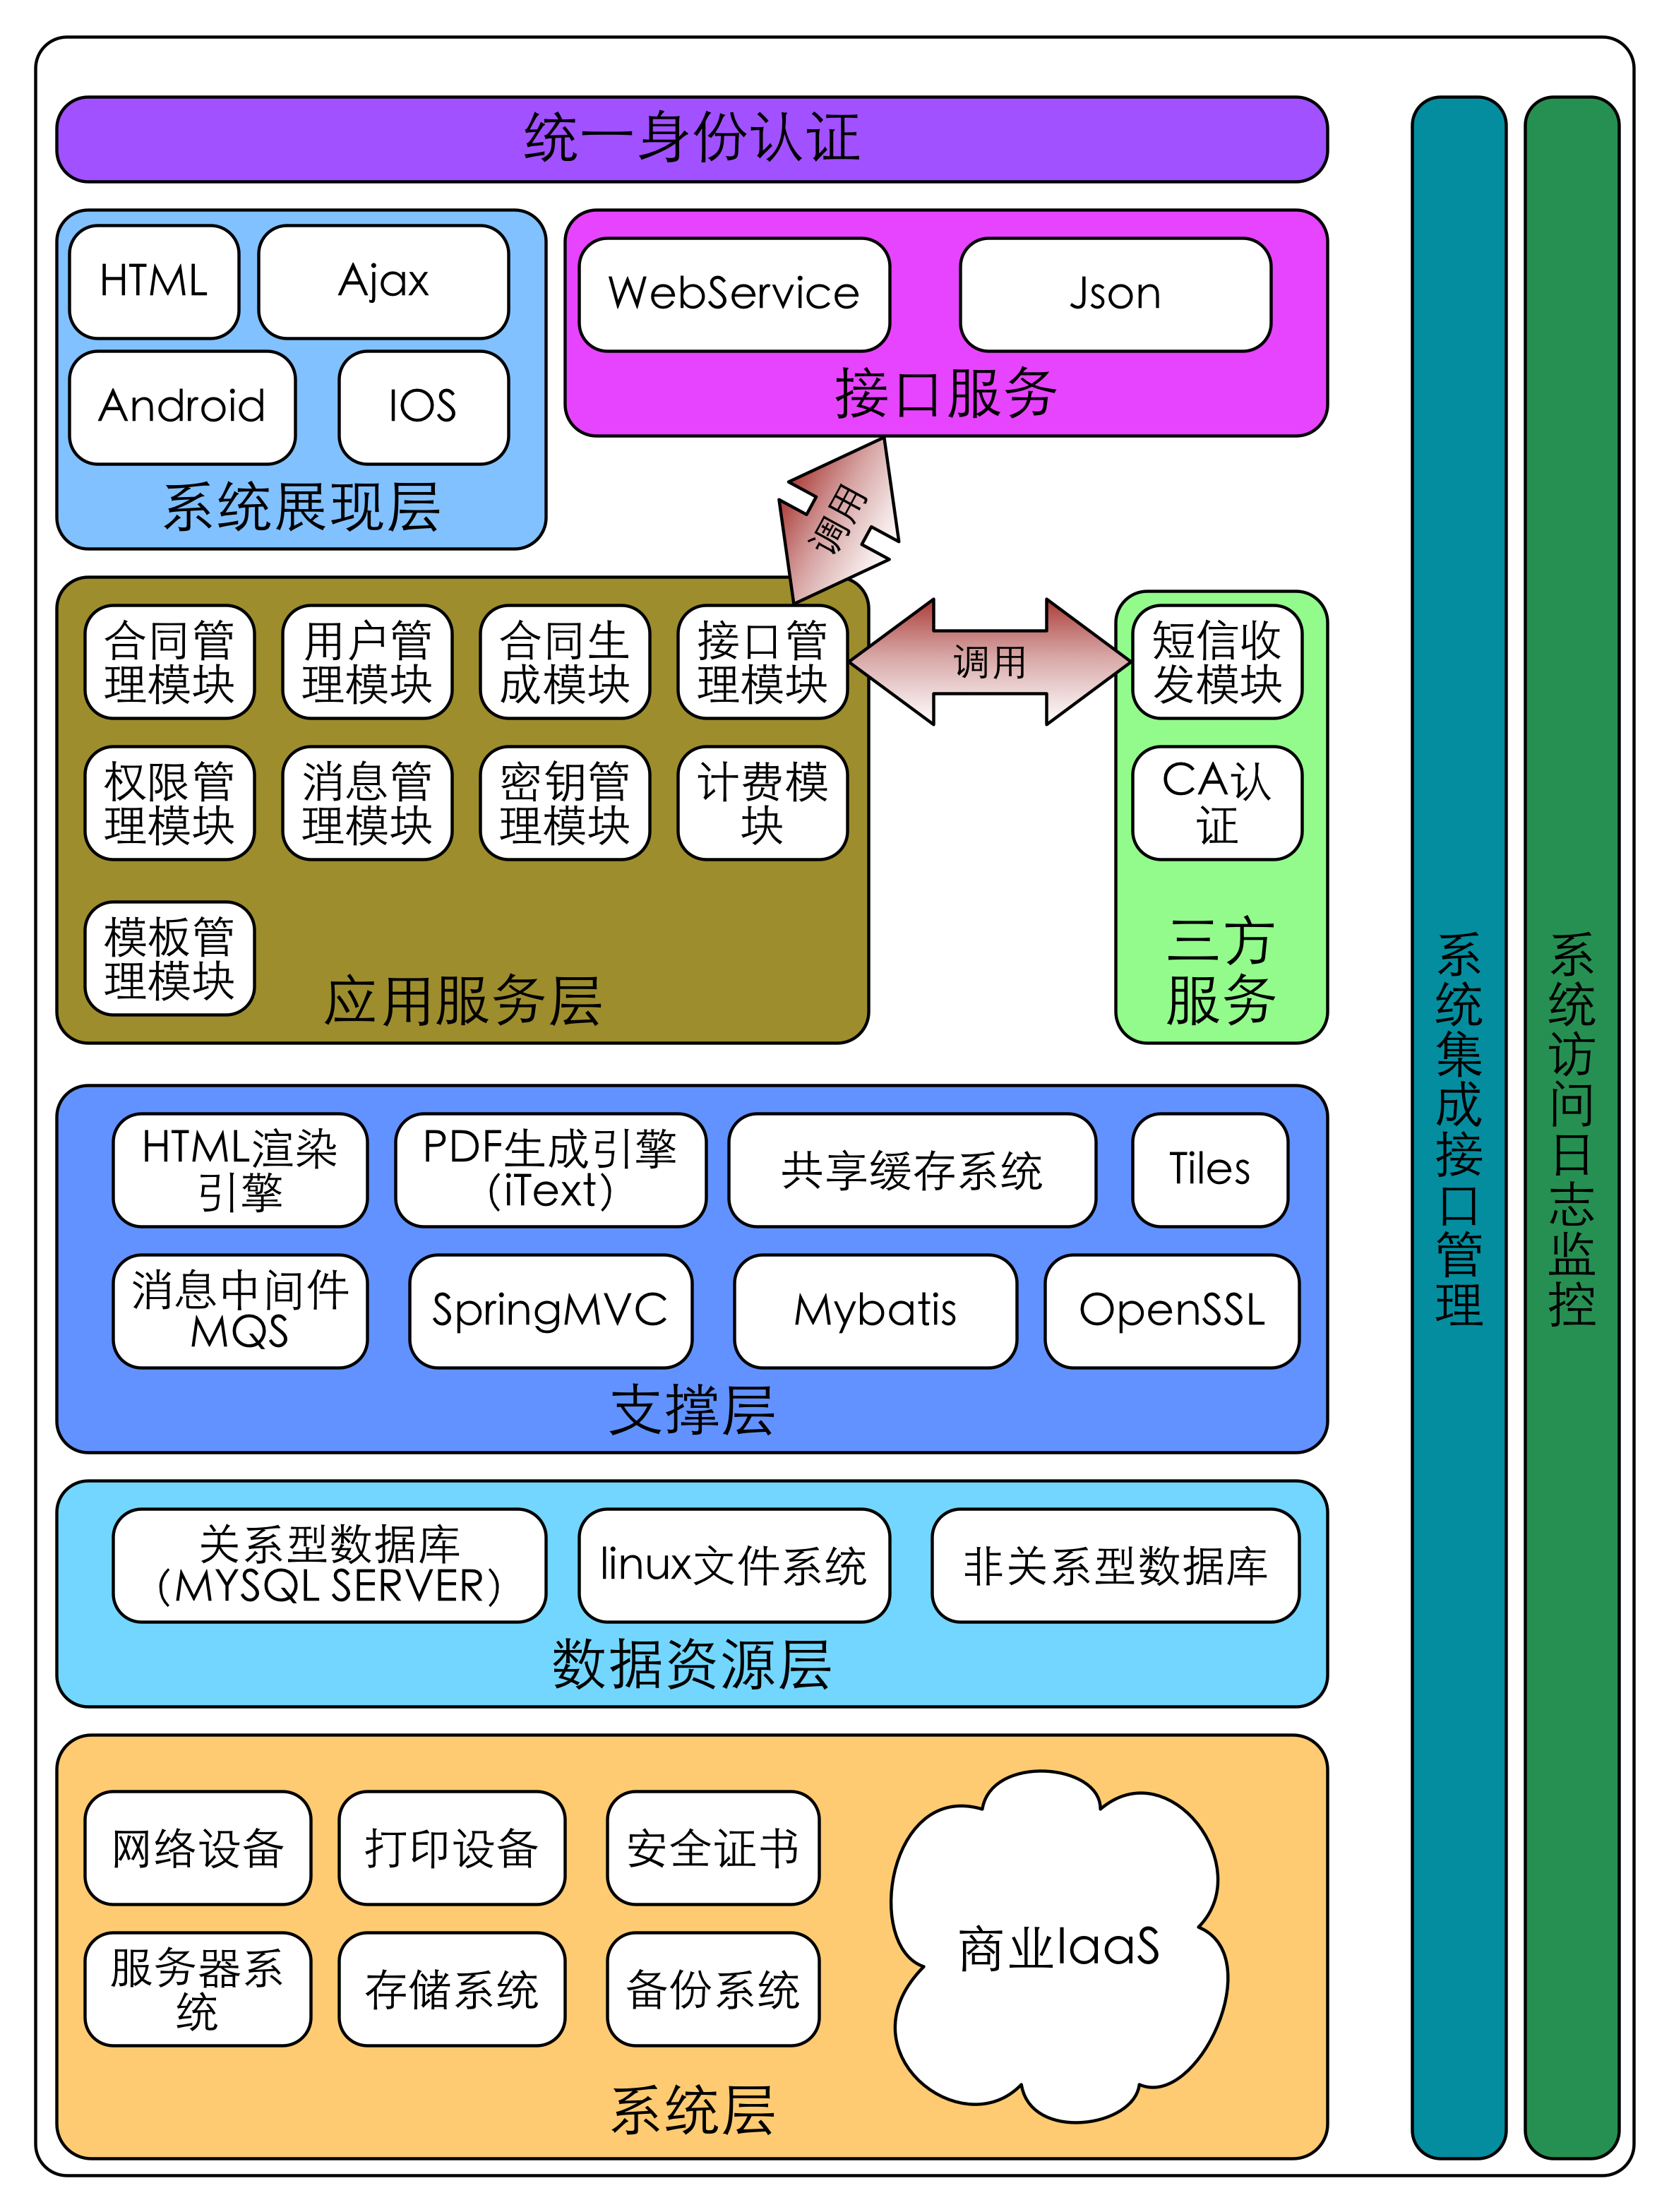 统一身份认证
HTML
Ajax
Android
IOS
系统展现层
WebService
Json
接口服务
调用
合同管
理模块
用户管
理模块
合同生
成模块
接口管
理模块
权限管
理模块
消息管
理模块
密钥管
理模块
计费模
块
模板管
理模块
应用服务层
调用
短信收
发模块
CA认
证
三方
服务
HTML渲染
引擎
PDF生成引擎
(iText)
共享缓存系统
Tiles
消息中间件
MQS
SpringMVC
Mybatis
OpenSSL
支撑层
关系型数据库
(MYSQL SERVER)
linux文件系统
非关系型数据库
数据资源层
网络设备
打印设备
安全证书
服务器系
统
存储系统
备份系统
商业IaaS
系统层
系统集成接口管理
系统访问日志监控